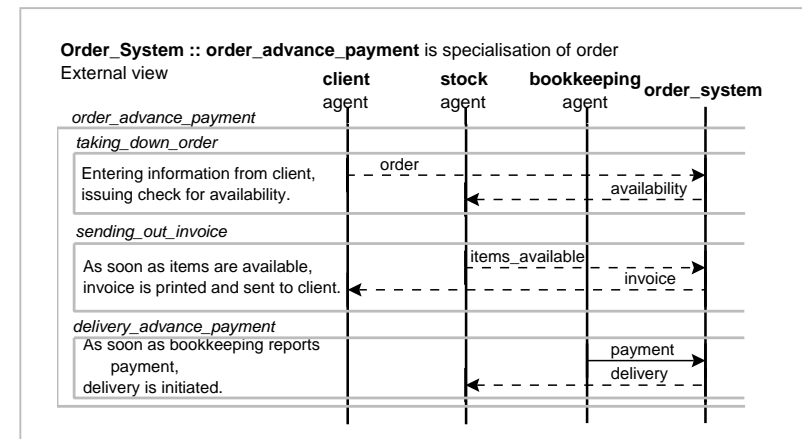 Order_System :: order_advance_payment is specialisation of order
External view
client stock bookkeeping order_system
agent agent agent
order_advance_payment
taking_down_order
Entering information from client,
issuing check for availability.
order
availability
sending_out_invoice
As soon as items are available,
invoice is printed and sent to client.
items_available
invoice
delivery_advance_payment
As soon as bookkeeping reports
payment,
delivery is initiated.
payment
delivery